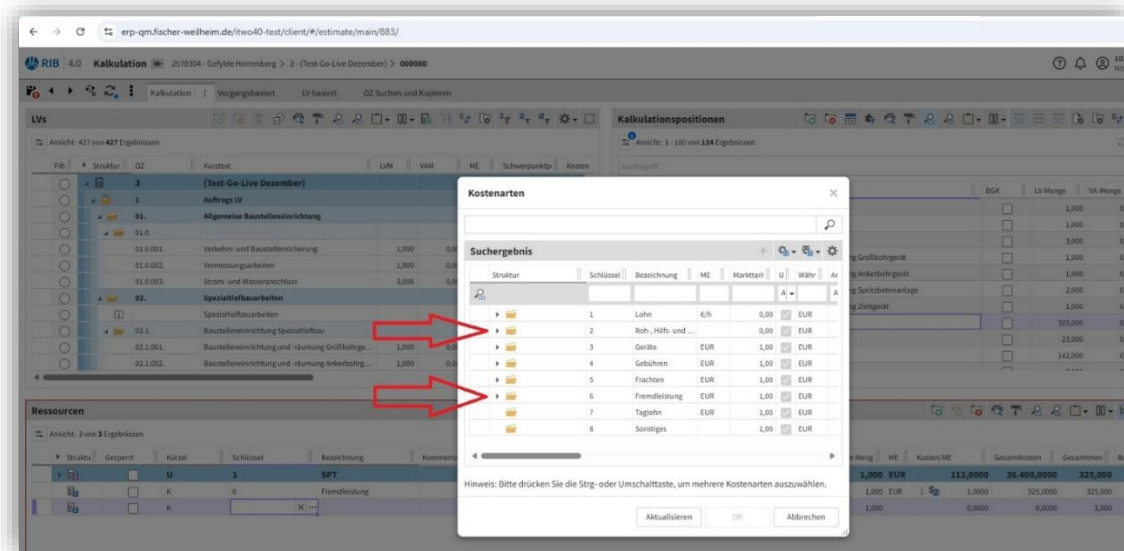 erp-qm.fischer-weilheim.de/itwo40-test/client/#/estimate/main/883/
RIB 4.0 Kalkulation 2570304 - Gefylde Herrenberg > 3 - (Test-Go-Live Dezember) > 000080
Kalkulation Vorgangsbasiert LV-basiert OZ Suchen und Kopieren
LVs
Ansicht: 427 von 427 Ergebnissen
Filt Struktur OZ Kurztext LVM VAM ME Schwerpunktp Kosten
3 (Test-Go-Live Dezember)
1 Auftrags LV
01. Allgemeine Baustelleneinrichtung
01.0.
01.0.001. Verkehrs- und Baustellensicherung 1,000
01.0.002. Vermessungsarbeiten 1,000
01.0.003. Strom- und Wasseranschluss 3,000
02. Spezialtiefbauarbeiten
02.1. Baustelleneinrichtung Spezialtiefbau
02.1.001. Baustelleneinrichtung und -räumung Großbohrge... 1,000
02.1.002. Baustelleneinrichtung und -räumung Ankerbohrg... 1,000
Kalkulationspositionen
Ansicht: 1 - 100 von 124 Ergebnissen
Suchbegriff
BGK LV Menge VA Menge
1,000
1,000
3,000
ng Großbohrgerät 1,000
ng Ankerbohrgerät 1,000
ng Spritzbetonanlage 2,000
ng Ziehgerät 1,000
325,000
23,000
142,000
Kostenarten
Suchergebnis
Struktur Schlüssel Bezeichnung ME Marktarif U Währ Ar
A A
1 Lohn €/h 0,00 EUR
2 Roh-, Hilfs- und ... 0,00 EUR
3 Geräte EUR 1,00 EUR
4 Gebühren EUR 1,00 EUR
5 Frachten EUR 1,00 EUR
6 Fremdleistung EUR 1,00 EUR
7 Taglohn EUR 1,00 EUR
8 Sonstiges 1,00 EUR
Hinweis: Bitte drücken Sie die Strg- oder Umschalttaste, um mehrere Kostenarten auszuwählen.
Aktualisieren OK Abbrechen
Ressourcen
Ansicht: 3 von 3 Ergebnissen
Struktu Gesperrt Kürzel Schlüssel Bezeichnung Komment Meng ME Kosten/ME Gesamtkosten Gesamtmen
U 1 SPT 1,000 EUR 112,0000 36.400,0000 325,000
K 6 Fremdleistung 1,000 EUR 1,0000 325,0000 325,000
K 1,000 0,0000 0,0000 1,000